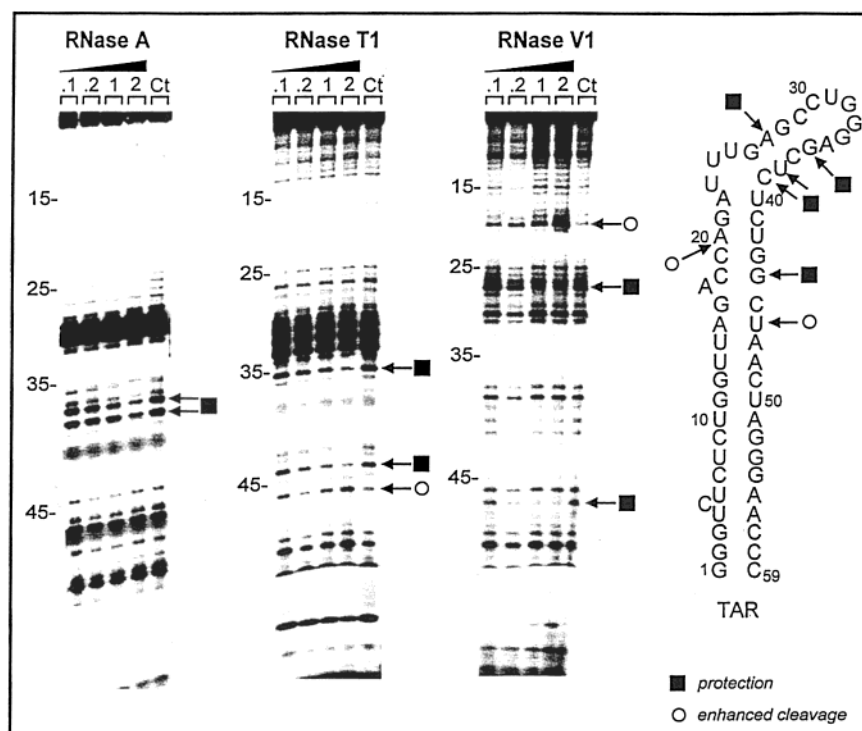 RNase A
RNase T1
RNase V1
.1 .2 1 2 Ct
.1 .2 1 2 Ct
.1 .2 1 2 Ct
15-
25-
35-
45-
15-
25-
35-
45-
15-
25-
35-
45-
30
U U G A G C C U G G G A G C U C
U
A U 40
G C
20 A U
C G
C G
A
G C
A U
U A
U A
G C
G U 50
10 U A
C G
U G
C G
U A
C
U A
G C
G C
1 G C 59
TAR
protection
enhanced cleavage